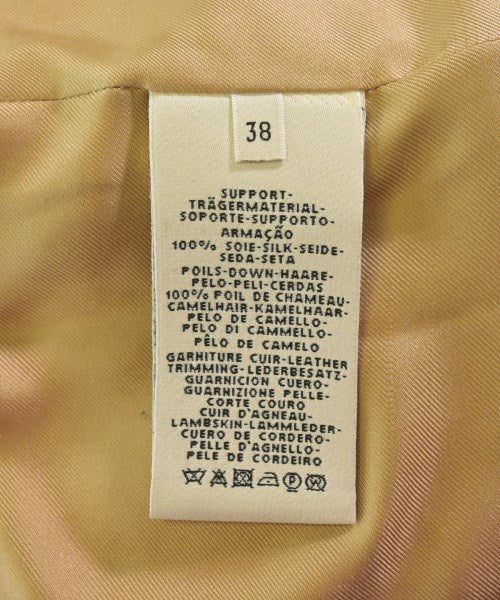 38
SUPPORT-
TRÄGERMATERIAL-
SOPORTE-SUPPORTO-
ARMAÇÃO
100% SOIE-SILK-SEIDE-
SEDA-SETA
POILS-DOWN-HAARE-
PELO-PELI-CERDAS
100% POIL DE CHAMEAU-
CAMELHAIR-KAMELHAAR-
PELO DE CAMELLO-
PELO DI CAMMELLO-
PÊLO DE CAMELO
GARNITURE CUIR-LEATHER
TRIMMING-LEDERBESATZ-
GUARNICION CUERO-
GUARNIZIONE PELLE-
CORTE COURO
CUIR D'AGNEAU-
LAMBSKIN-LAMMLEDER-
CUERO DE CORDERO-
PELLE D'AGNELLO-
PELE DE CORDEIRO
P W